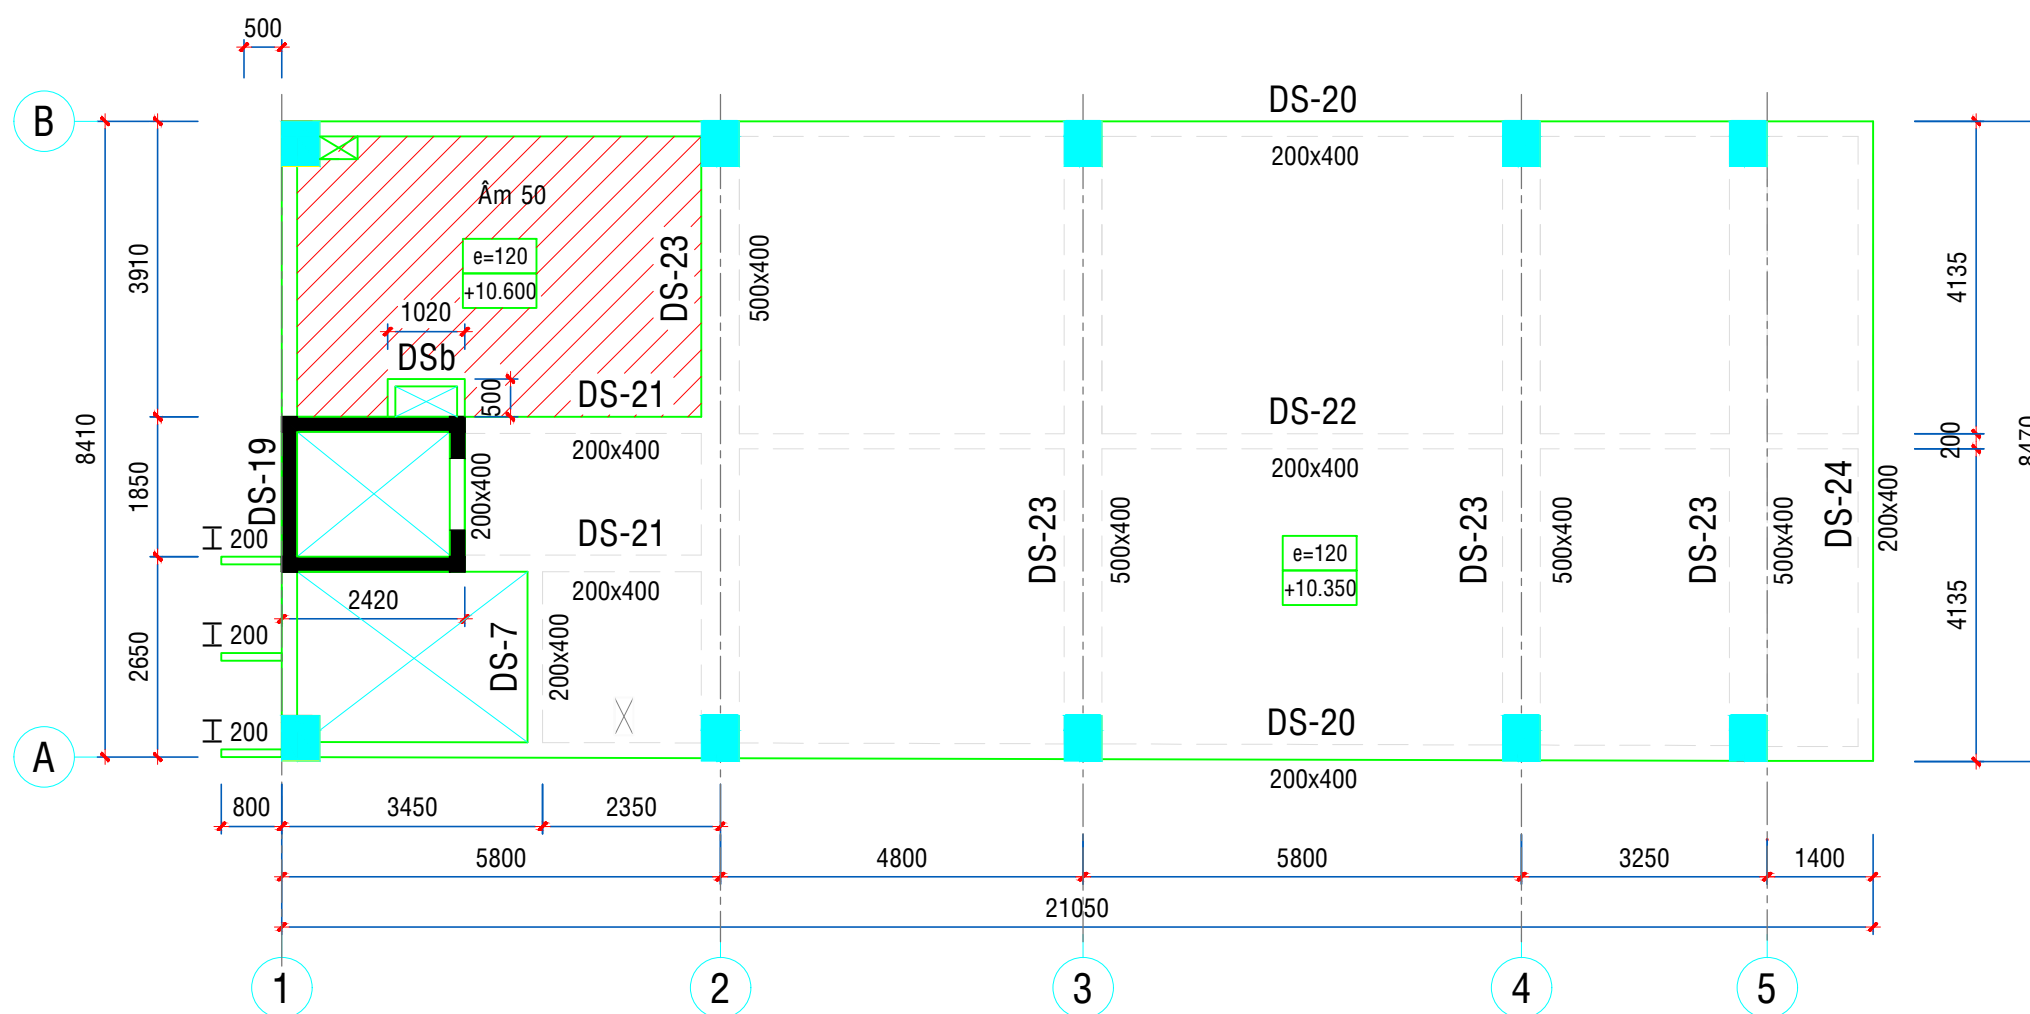 500
B
DS-20
200x400
Âm 50
e=120
+10.600
DS-23
500x400
3910
4135
1020
DSb
500
DS-21
DS-22
8410
DS-19
200x400
200x400
200
8470
1850
200x400
DS-24
200x400
DS-23
500x400
DS-23
500x400
DS-23
500x400
200
DS-21
e=120
+10.350
200x400
2420
4135
200
2650
DS-7
200x400
200
DS-20
A
200x400
800
3450
2350
5800
4800
5800
3250
1400
21050
1
2
3
4
5